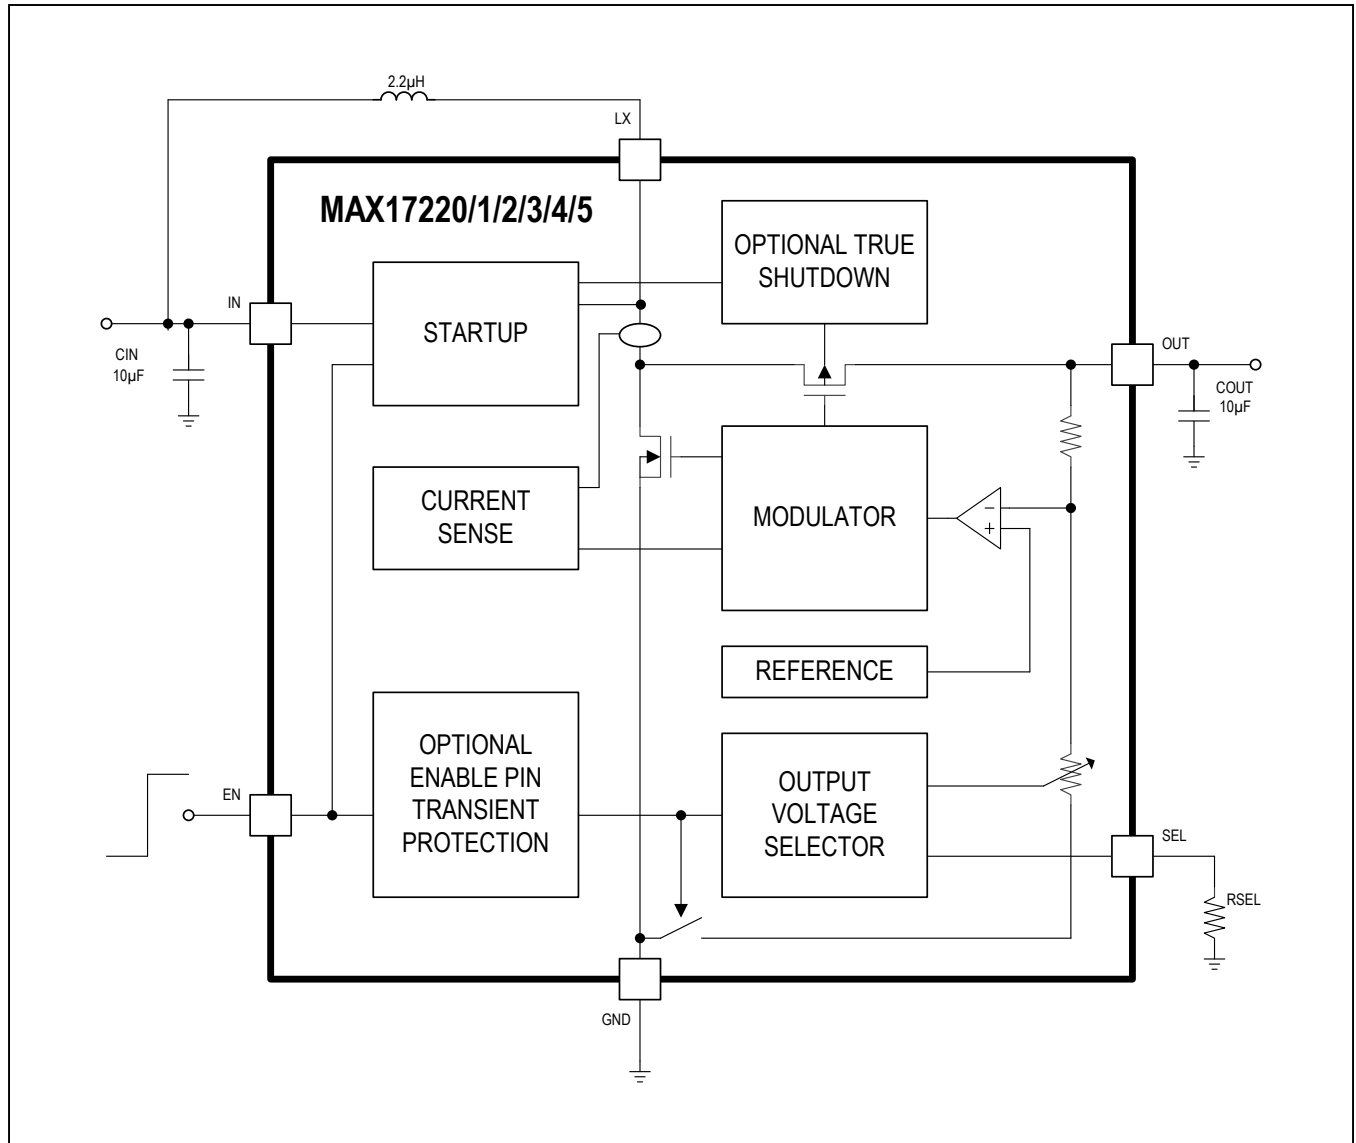 2.2µH
LX
MAX17220/1/2/3/4/5
OPTIONAL TRUE
SHUTDOWN
IN
STARTUP
CIN
10µF
OUT
COUT
10µF
CURRENT
SENSE
MODULATOR
−
+
REFERENCE
OPTIONAL
ENABLE PIN
TRANSIENT
PROTECTION
OUTPUT
VOLTAGE
SELECTOR
EN
SEL
RSEL
GND